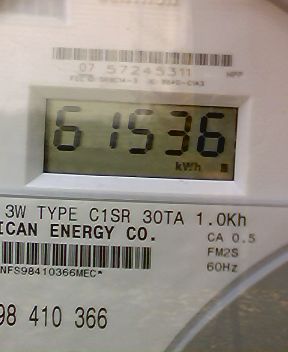 07 57245311 HPP
61536
kWh
3W TYPE C1SR 30TA 1.0Kh
ICAN ENERGY CO.
CA 0.5
FM2S
60Hz
NFS98410366MEC*
98 410 366